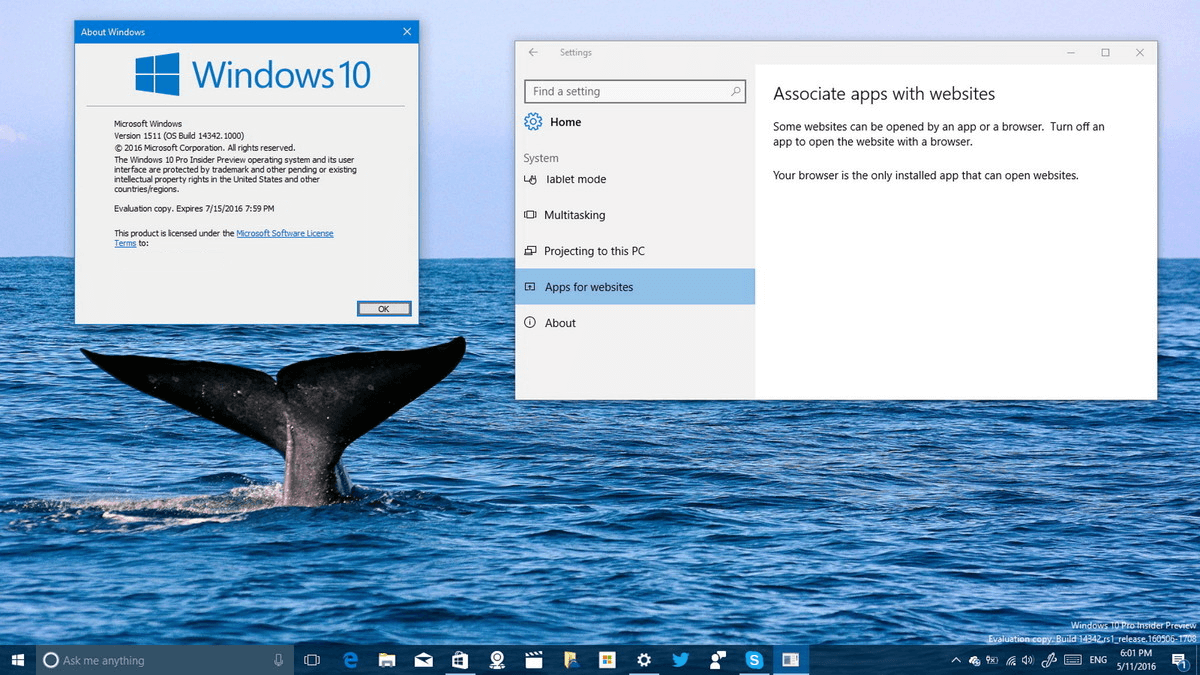 About Windows
Windows 10
Microsoft Windows
Version 1511 (OS Build 14342.1000)
© 2016 Microsoft Corporation. All rights reserved.
The Windows 10 Pro Insider Preview operating system and its user
interface are protected by trademark and other pending or existing
intellectual property rights in the United States and other
countries/regions.
Evaluation copy. Expires 7/15/2016 7:59 PM
This product is licensed under the Microsoft Software License
Terms to:
OK
Settings
Find a setting
Home
System
Tablet mode
Multitasking
Projecting to this PC
Apps for websites
About
Associate apps with websites
Some websites can be opened by an app or a browser. Turn off an
app to open the website with a browser.
Your browser is the only installed app that can open websites.
Windows 10 Pro Insider Preview
Evaluation copy. Build 14342.rs1_release.160506-1708
Ask me anything
ENG
6:01 PM
5/11/2016
1